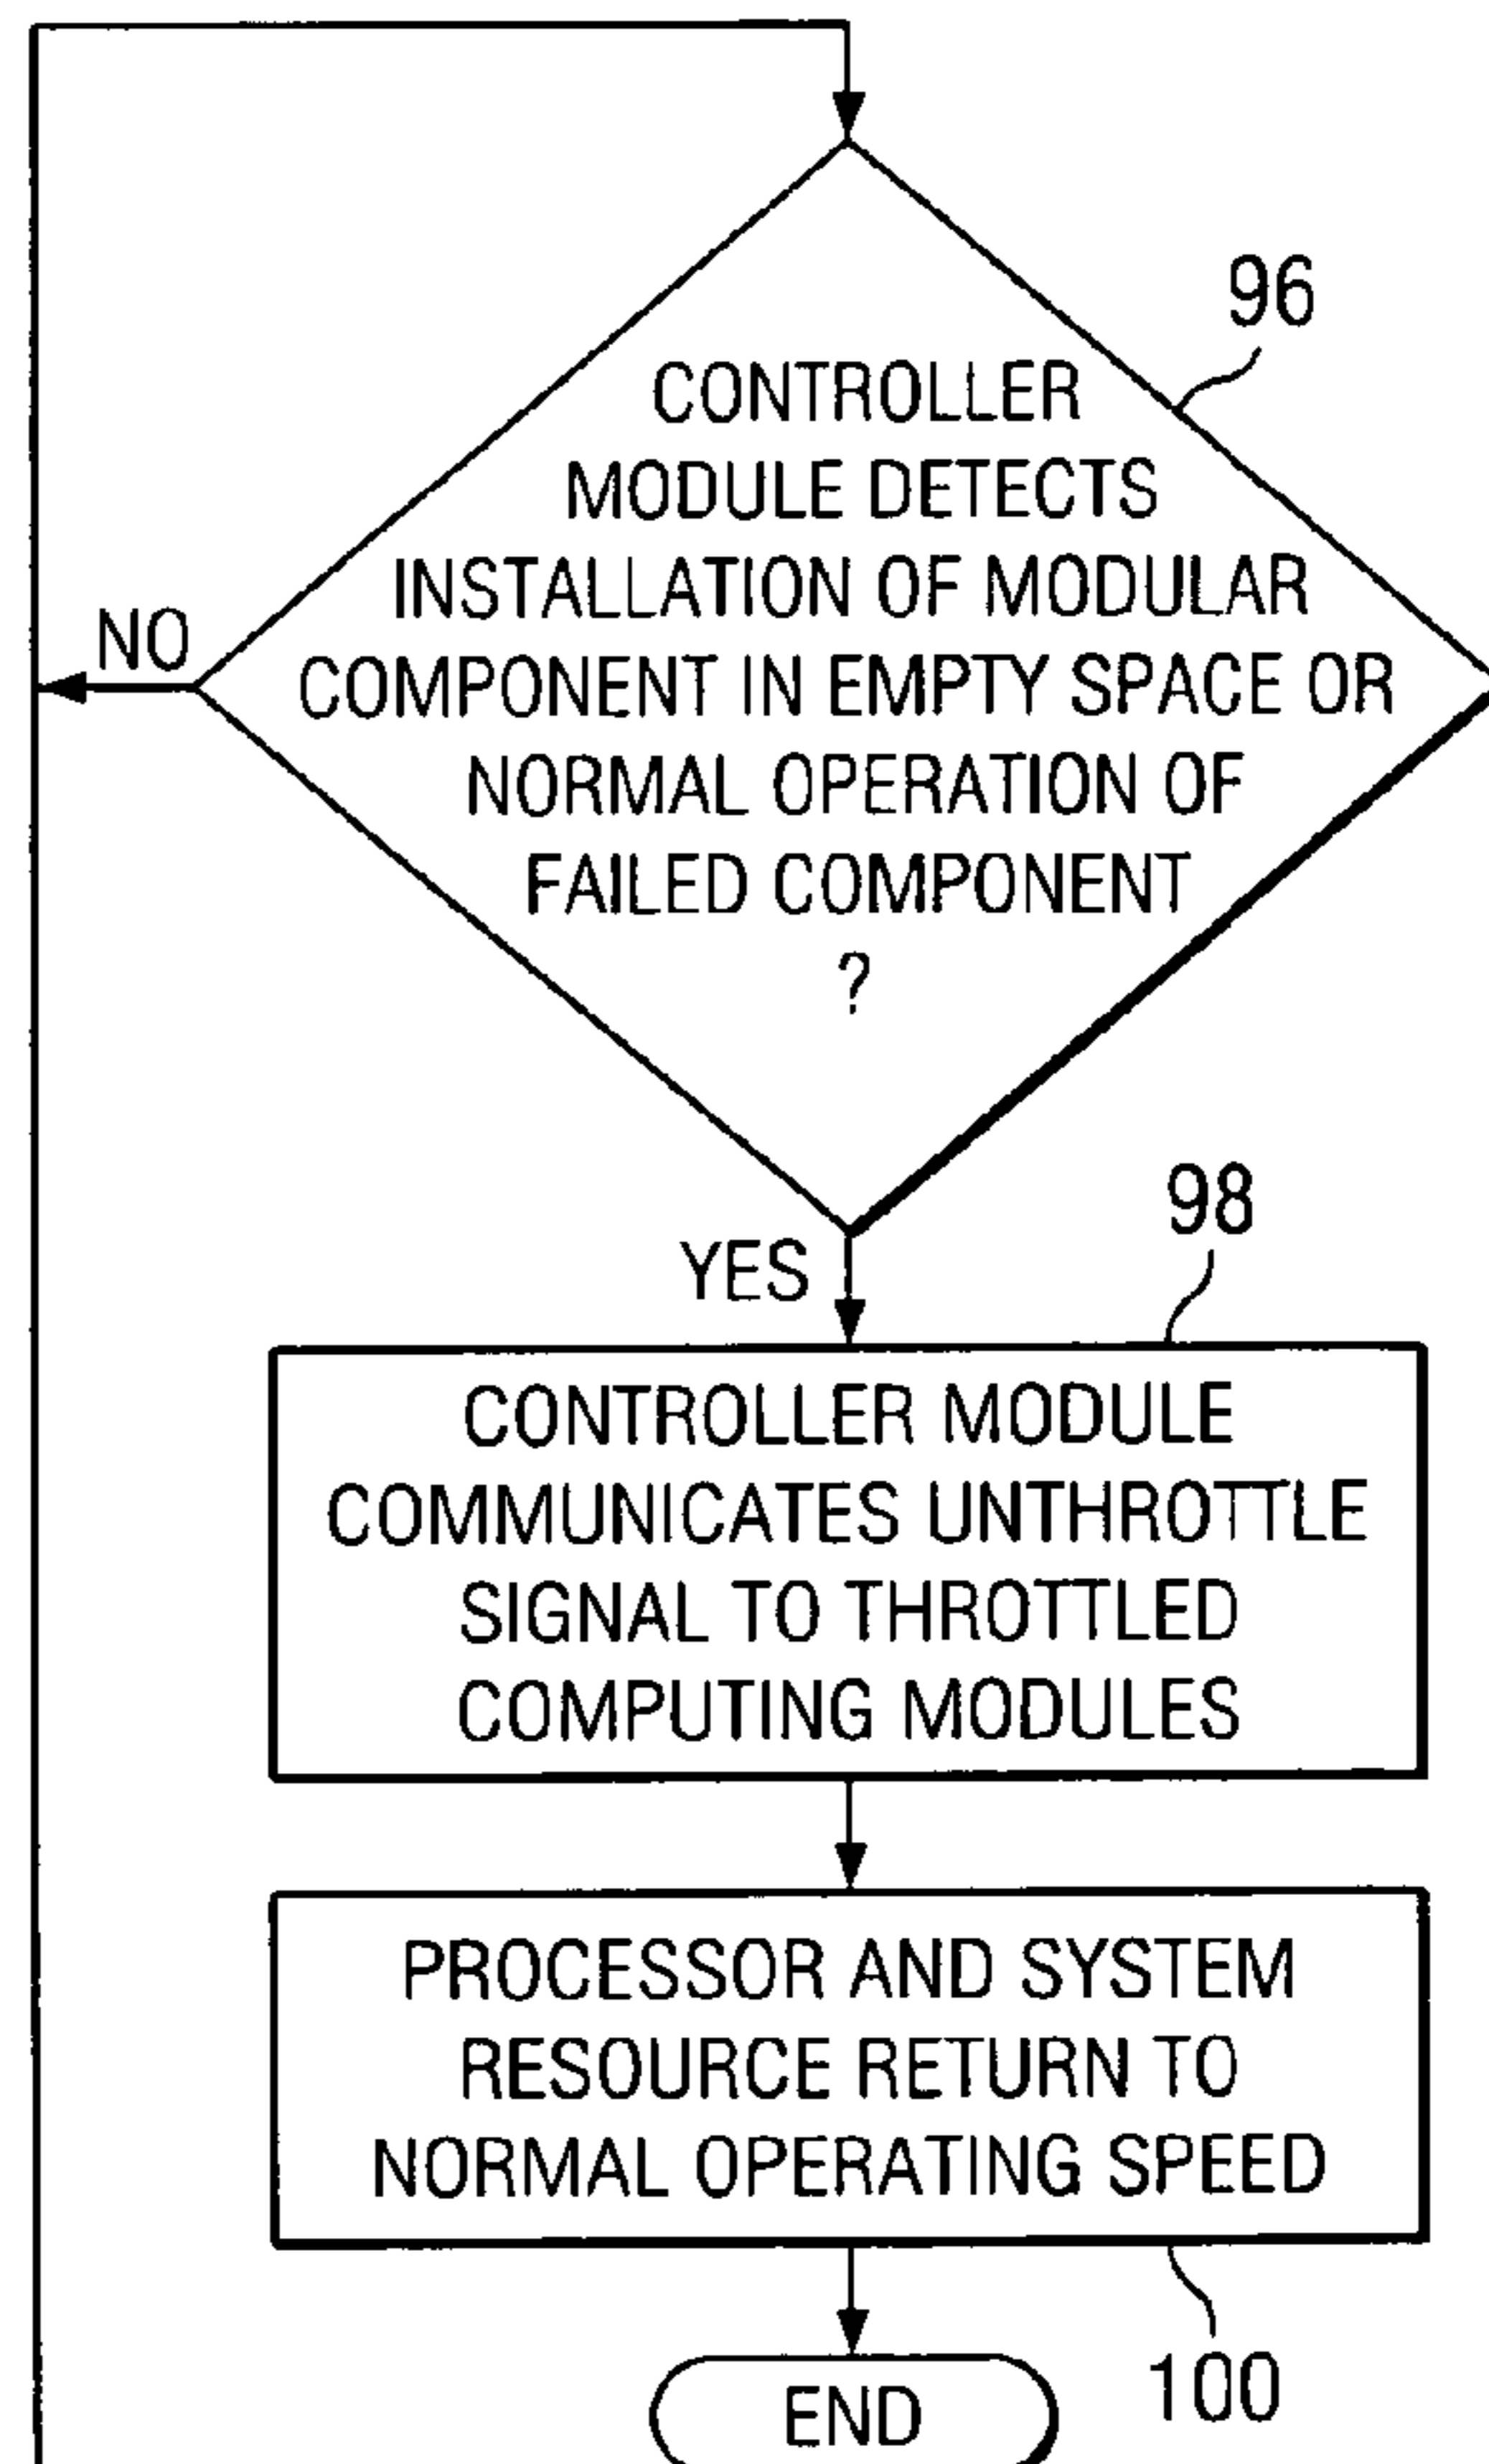 96
CONTROLLER
MODULE DETECTS
INSTALLATION OF MODULAR
COMPONENT IN EMPTY SPACE OR
NORMAL OPERATION OF
FAILED COMPONENT
?
NO
YES
98
CONTROLLER MODULE
COMMUNICATES UNTHROTTLE
SIGNAL TO THROTTLED
COMPUTING MODULES
PROCESSOR AND SYSTEM
RESOURCE RETURN TO
NORMAL OPERATING SPEED
100
END